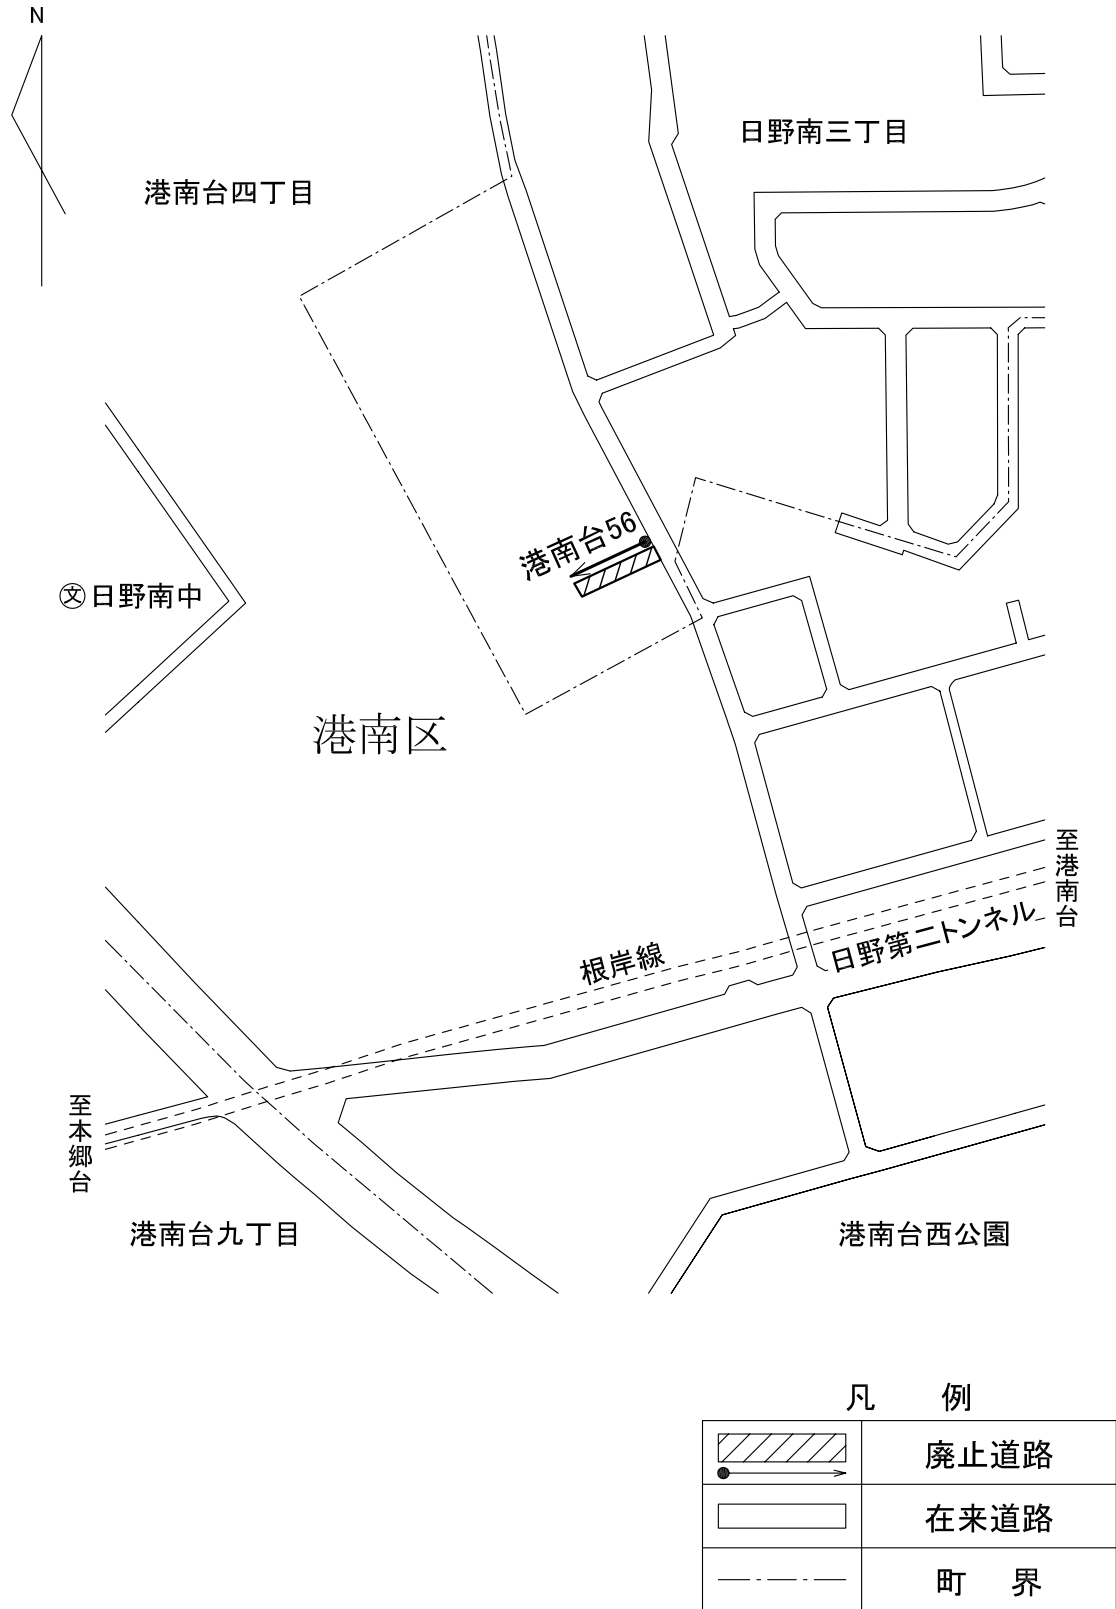 N
日野南三丁目
港南台四丁目
港南台56
文日野南中
港南区
至港南台
日野第二トンネル
根岸線
至本郷台
港南台九丁目
港南台西公園
凡 例
廃止道路
在来道路
町 界